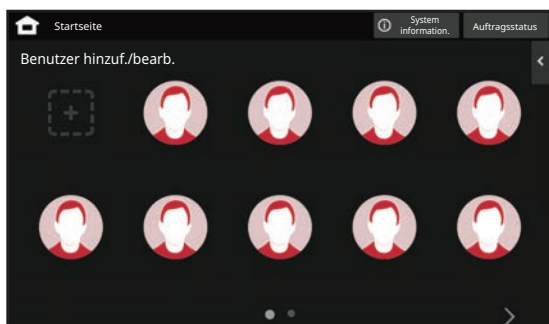 Startseite
System
information.
Auftragsstatus
Benutzer hinzuf./bearb.